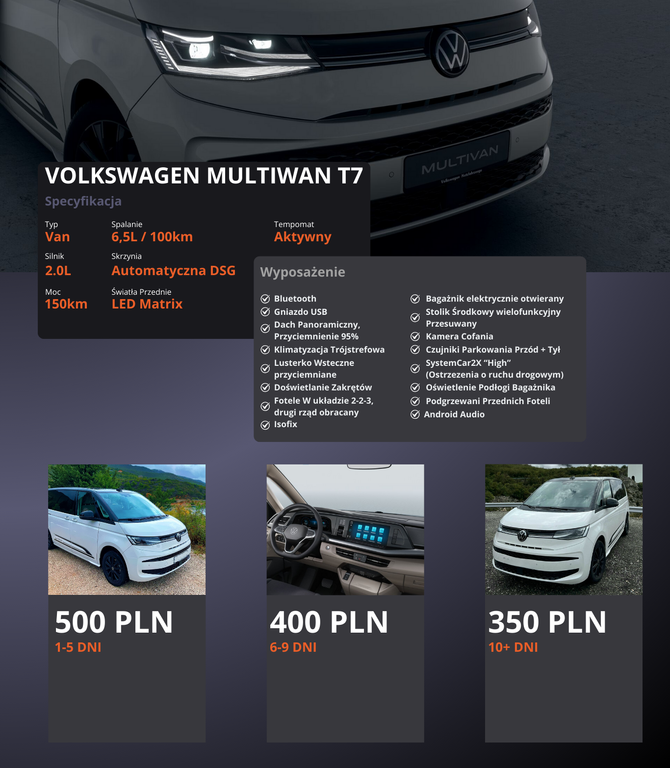 MULTIVAN
VOLKSWAGEN MULTIWAN T7
Specyfikacja
Typ
Van
Spalanie
6,5L / 100km
Tempomat
Aktywny
Silnik
2.0L
Skrzynia
Automatyczna DSG
Moc
150km
Światła Przednie
LED Matrix
Wyposażenie
Bluetooth
Gniazdo USB
Dach Panoramiczny,
Przyciemnienie 95%
Klimatyzacja Trójstrefowa
Lusterko Wsteczne
przyciemniane
Doświetlanie Zakrętów
Fotele W układzie 2-2-3,
drugi rząd obracany
Isofix
Bagażnik elektrycznie otwierany
Stolik Środkowy wielofunkcyjny
Przesuwany
Kamera Cofania
Czujniki Parkowania Przód + Tył
SystemCar2X “High”
(Ostrzezenia o ruchu drogowym)
Oświetlenie Podłogi Bagażnika
Podgrzewani Przednich Foteli
Android Audio
500 PLN
1-5 DNI
400 PLN
6-9 DNI
350 PLN
10+ DNI